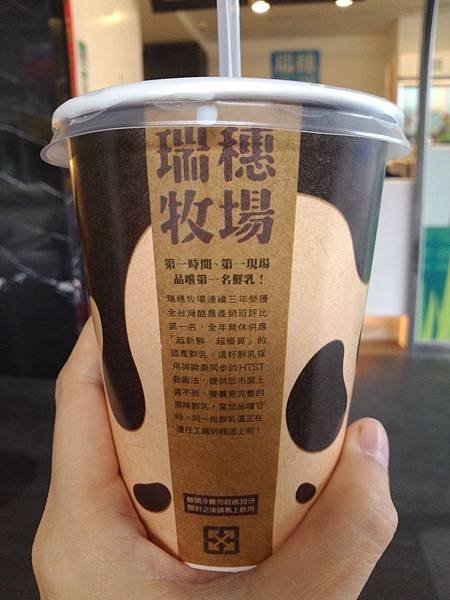 瑞穗
牧場
第一時間、第一現場
品嚐第一名鮮乳！
瑞穗牧場連續三年榮獲
全台灣酪農產銷班評比
第一名，全年無休供應
「超新鮮、超優質」的
國產鮮乳。這杯鮮乳採
用與歐美同步的HTST
殺菌法，提供您市面上
買不到、營養更完整的
原味鮮乳，當您品嚐它
時，同一批鮮乳還正在
運往工廠的路途上呢！
離開冷藏勿超過30分
開封之後請馬上飲用